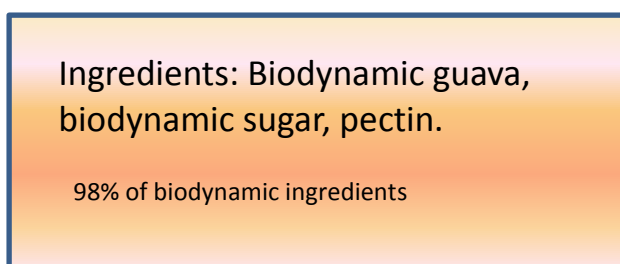 Ingredients: Biodynamic guava,
biodynamic sugar, pectin.
98% of biodynamic ingredients